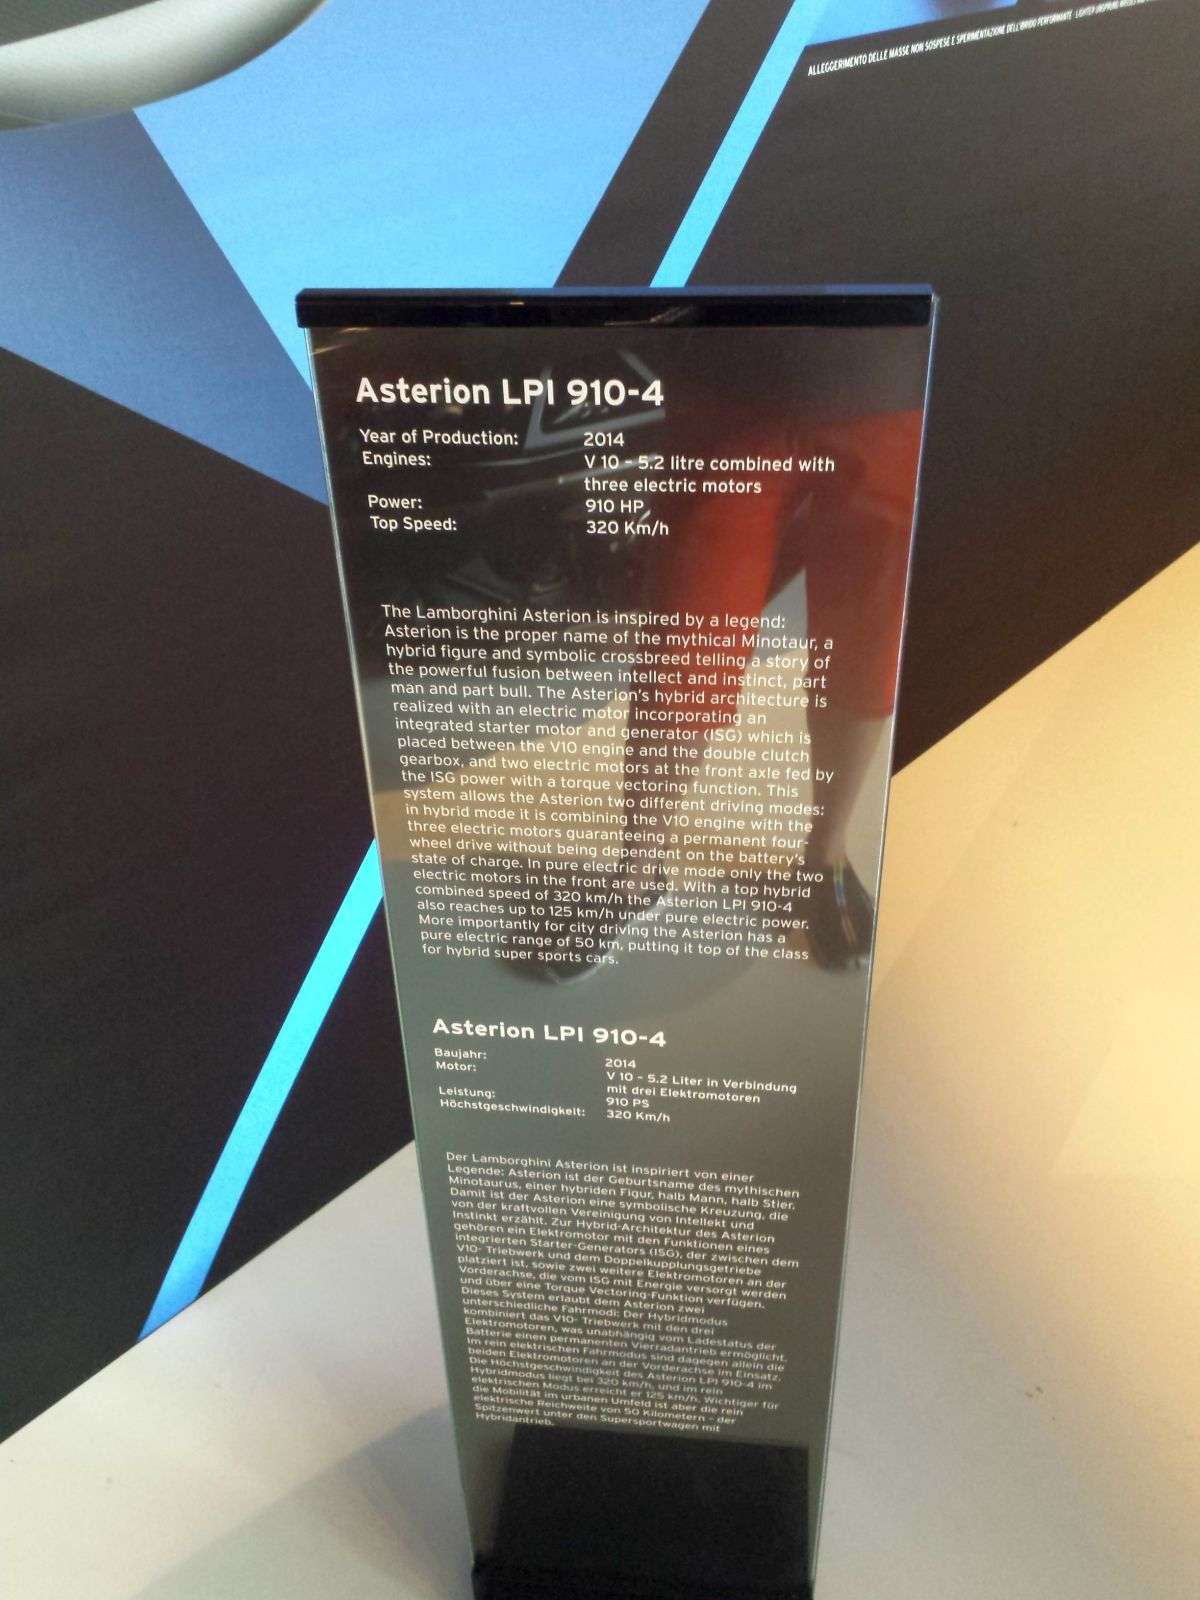 ALLEGGERIMENTO DELLE MASSE NON SOSPESE E SPERIMENTAZIONE DELL'IBRIDO PERFORMANTE
Asterion LPI 910-4
Year of Production: 2014
Engines: V 10 - 5.2 litre combined with
three electric motors
Power: 910 HP
Top Speed: 320 Km/h
The Lamborghini Asterion is inspired by a legend:
Asterion is the proper name of the mythical Minotaur, a
hybrid figure and symbolic crossbreed telling a story of
the powerful fusion between intellect and instinct, part
man and part bull. The Asterion's hybrid architecture is
realized with an electric motor incorporating an
integrated starter motor and generator (ISG) which is
placed between the V10 engine and the double clutch
gearbox, and two electric motors at the front axle fed by
the ISG power with a torque vectoring function. This
system allows the Asterion two different driving modes:
in hybrid mode it is combining the V10 engine with the
three electric motors guaranteeing a permanent four-
wheel drive without being dependent on the battery's
state of charge. In pure electric drive mode only the two
electric motors in the front are used. With a top hybrid
combined speed of 320 km/h the Asterion LPI 910-4
also reaches up to 125 km/h under pure electric power.
More importantly for city driving the Asterion has a
pure electric range of 50 km, putting it top of the class
for hybrid super sports cars.
Asterion LPI 910-4
Baujahr: 2014
Motor: V 10 - 5.2 Liter in Verbindung
mit drei Elektromotoren
Leistung: 910 PS
Höchstgeschwindigkeit: 320 Km/h
Der Lamborghini Asterion ist inspiriert von einer
Legende: Asterion ist der Geburtsname des mythischen
Minotaurus, einer hybriden Figur, halb Mann, halb Stier.
Damit ist der Asterion eine symbolische Kreuzung, die
von der kraftvollen Vereinigung von Intellekt und
Instinkt erzählt. Zur Hybrid-Architektur des Asterion
gehören ein Elektromotor mit den Funktionen eines
integrierten Starter-Generators (ISG), der zwischen dem
V10- Triebwerk und dem Doppelkupplungsgetriebe
platziert ist, sowie zwei weitere Elektromotoren an der
Vorderachse, die vom ISG mit Energie versorgt werden
und über eine Torque Vectoring-Funktion verfügen.
Dieses System erlaubt dem Asterion zwei
unterschiedliche Fahrmodi: Der Hybridmodus
kombiniert das V10- Triebwerk mit den drei
Elektromotoren, was unabhängig vom Ladestatus der
Batterie einen permanenten Vierradantrieb ermöglicht.
Im rein elektrischen Fahrmodus sind dagegen allein die
beiden Elektromotoren an der Vorderachse im Einsatz.
Die Höchstgeschwindigkeit des Asterion LPI 910-4 im
Hybridmodus liegt bei 320 km/h, und im rein
elektrischen Modus erreicht er 125 km/h. Wichtiger für
die Mobilität im urbanen Umfeld ist aber die rein
elektrische Reichweite von 50 Kilometern - der
Spitzenwert unter den Supersportwagen mit
Hybridantrieb.